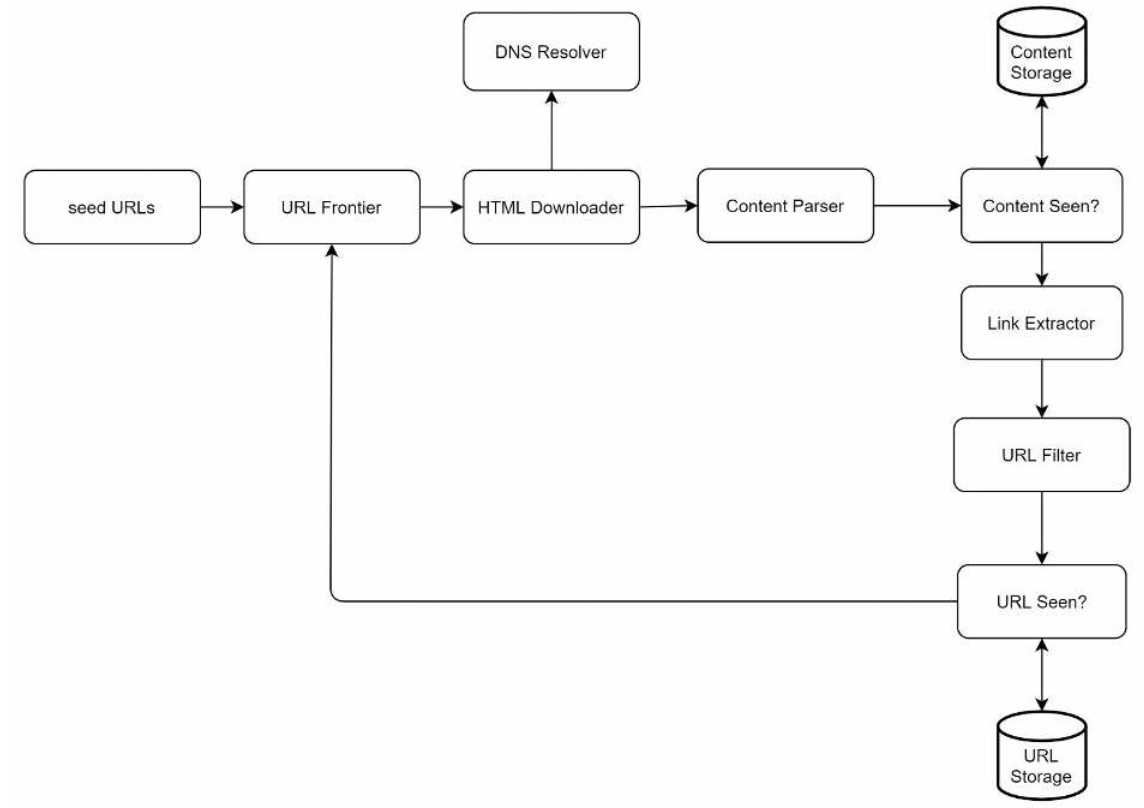 DNS Resolver
Content
Storage
seed URLs
URL Frontier
HTML Downloader
Content Parser
Content Seen?
Link Extractor
URL Filter
URL Seen?
URL
Storage